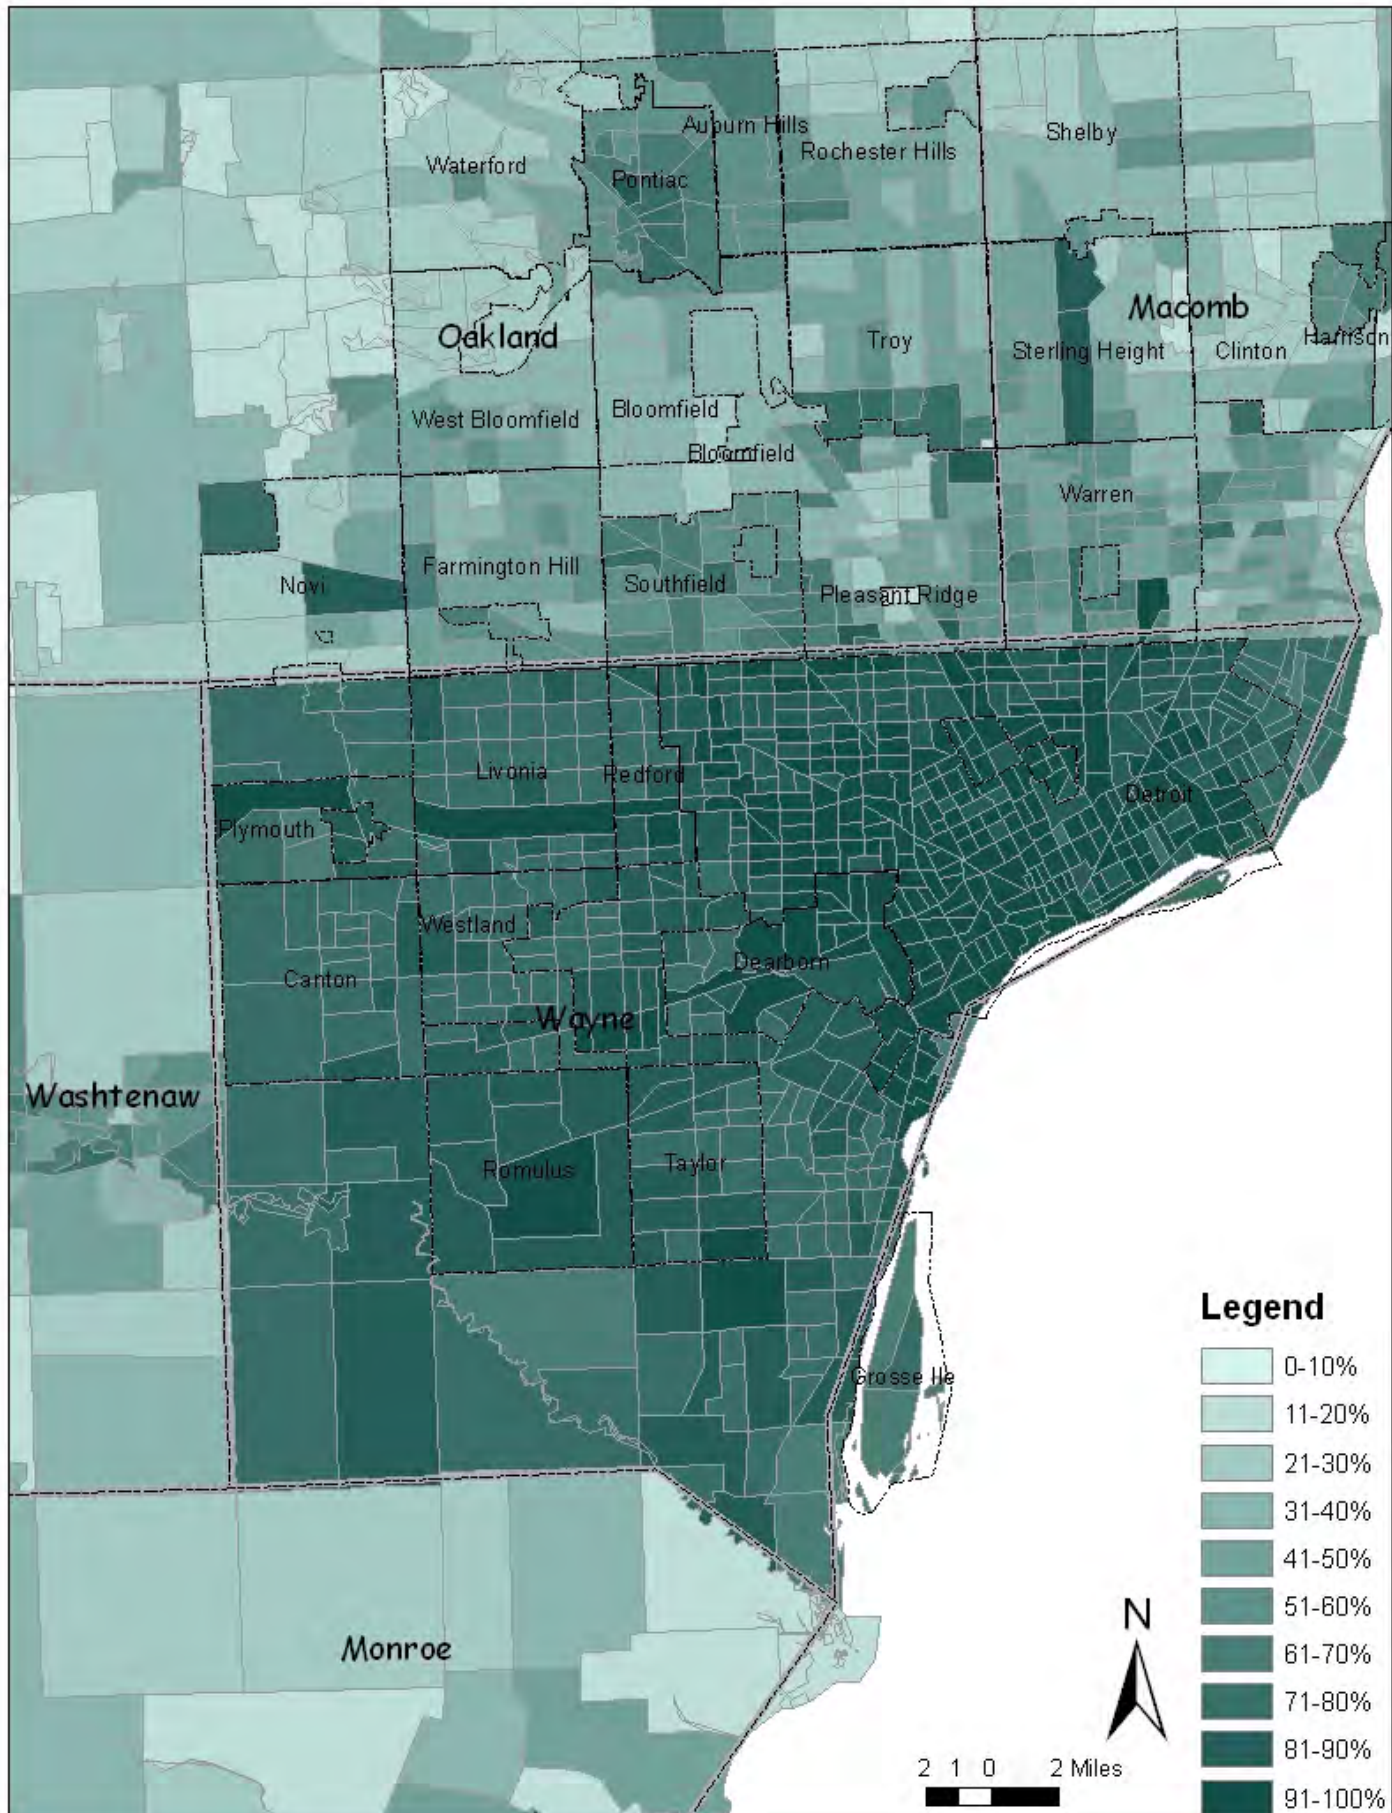 Auburn Hills
Shelby
Rochester Hills
Waterford
Pontiac
Macomb
Oakland
Troy
Sterling Height
Clinton
Harrison
West Bloomfield
Bloomfield
Bloomfield
Warren
Farmington Hill
Novi
Southfield
Pleasant Ridge
Livonia
Redford
Detroit
Plymouth
Westland
Dearborn
Canton
Wayne
Washtenaw
Romulus
Taylor
Grosse Ile
Monroe
Legend
0-10%
11-20%
21-30%
31-40%
41-50%
51-60%
61-70%
71-80%
81-90%
91-100%
N
2 1 0 2 Miles